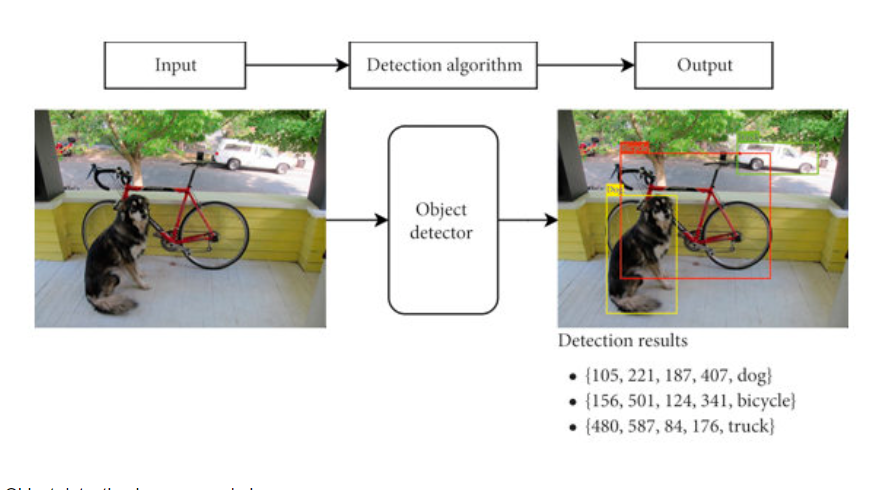 Input
Detection algorithm
Output
Object
detector
Dog
Detection results
• {105, 221, 187, 407, dog}
• {156, 501, 124, 341, bicycle}
• {480, 587, 84, 176, truck}